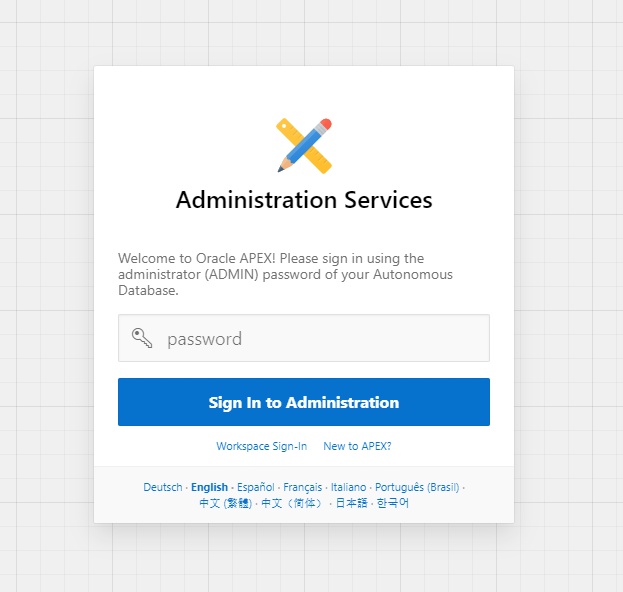 Administration Services
Welcome to Oracle APEX! Please sign in using the
administrator (ADMIN) password of your Autonomous
Database.
password
Sign In to Administration
Workspace Sign-In New to APEX?
Deutsch · English · Español · Français · Italiano · Português (Brasil) ·
中文 (繁體) · 中文（简体） · 日本語 · 한국어